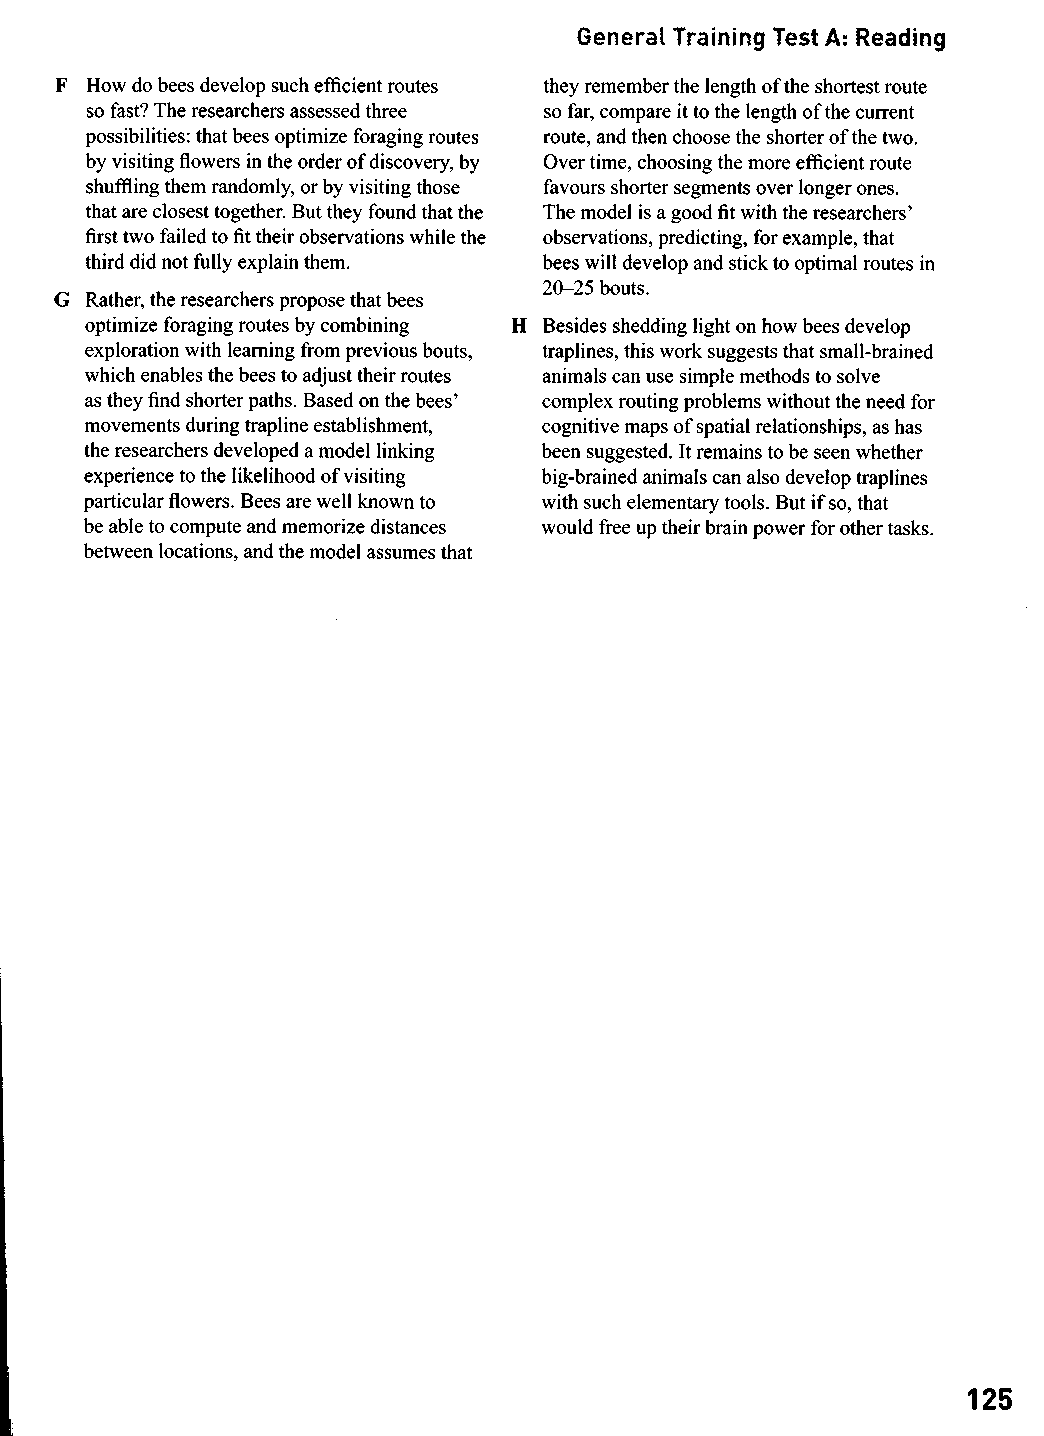 General Training Test A: Reading
F How do bees develop such efficient routes
so fast? The researchers assessed three
possibilities: that bees optimize foraging routes
by visiting flowers in the order of discovery, by
shuffling them randomly, or by visiting those
that are closest together. But they found that the
first two failed to fit their observations while the
third did not fully explain them.
G Rather, the researchers propose that bees
optimize foraging routes by combining
exploration with learning from previous bouts,
which enables the bees to adjust their routes
as they find shorter paths. Based on the bees'
movements during trapline establishment,
the researchers developed a model linking
experience to the likelihood of visiting
particular flowers. Bees are well known to
be able to compute and memorize distances
between locations, and the model assumes that
they remember the length of the shortest route
so far, compare it to the length of the current
route, and then choose the shorter of the two.
Over time, choosing the more efficient route
favours shorter segments over longer ones.
The model is a good fit with the researchers'
observations, predicting, for example, that
bees will develop and stick to optimal routes in
20–25 bouts.
H Besides shedding light on how bees develop
traplines, this work suggests that small-brained
animals can use simple methods to solve
complex routing problems without the need for
cognitive maps of spatial relationships, as has
been suggested. It remains to be seen whether
big-brained animals can also develop traplines
with such elementary tools. But if so, that
would free up their brain power for other tasks.
125